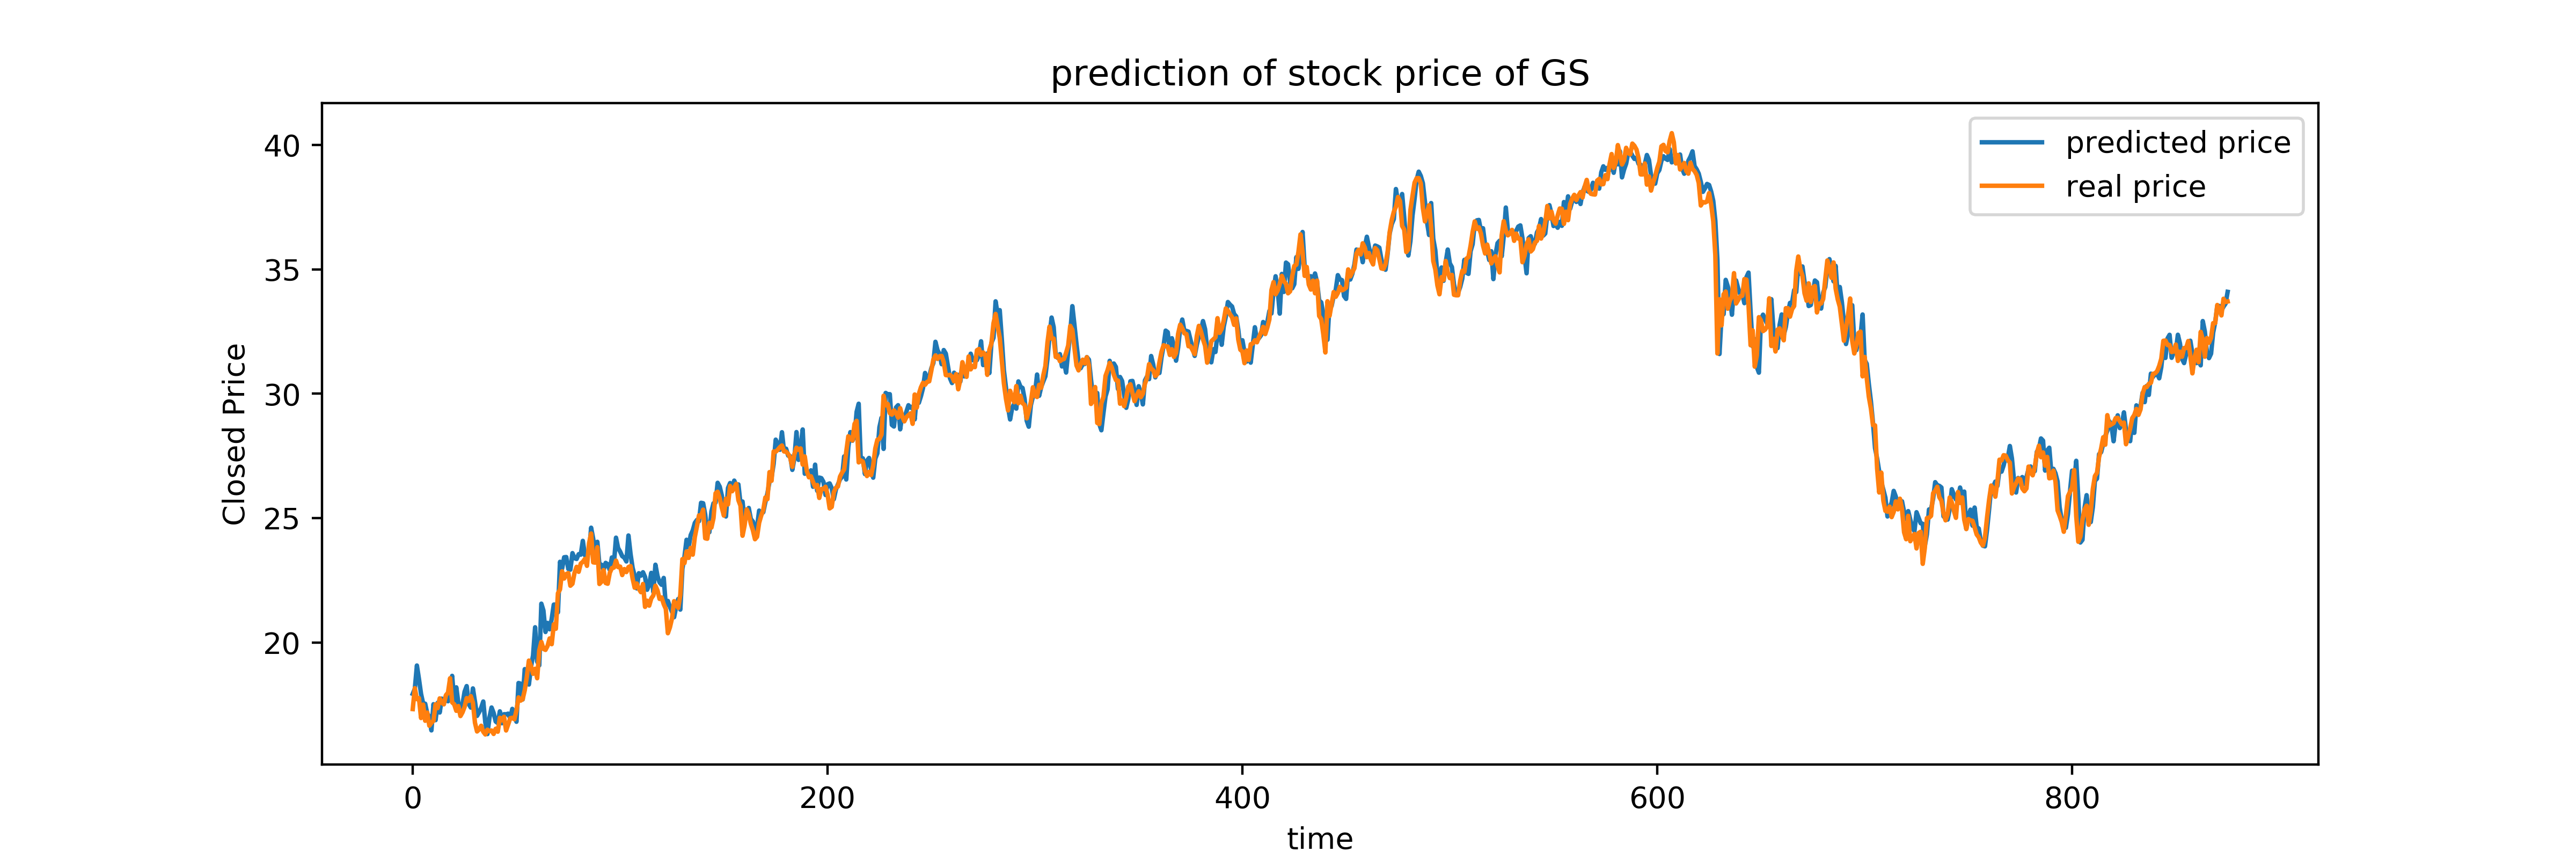 prediction of stock price of GS
predicted price
real price
Closed Price
40
35
30
25
20
0 200 400 600 800
time